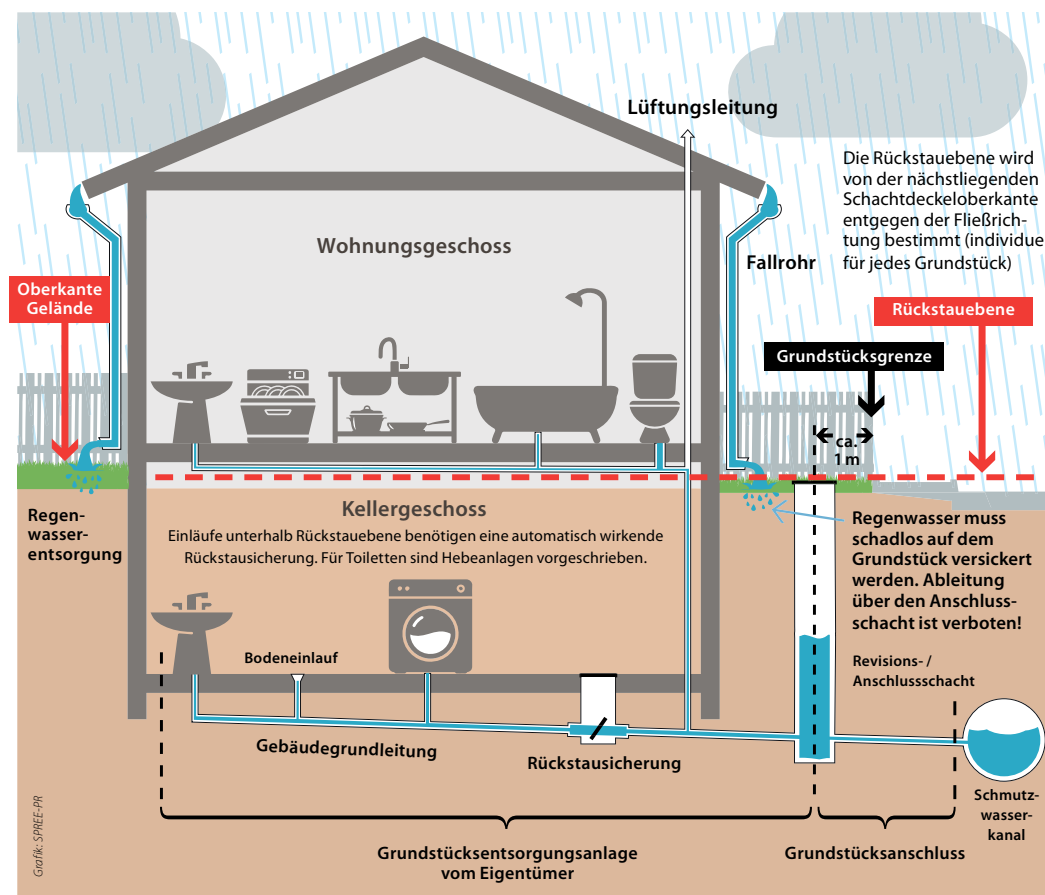 Lüftungsleitung
Die Rückstauebene wird
von der nächstliegenden
Schachtdeckeloberkante
entgegen der Fließrich-
tung bestimmt (individue
für jedes Grundstück)
Wohnungsgeschoss
Fallrohr
Oberkante
Gelände
Rückstauebene
Grundstücksgrenze
ca.
1 m
Kellergeschoss
Einläufe unterhalb Rückstauebene benötigen eine automatisch wirkende
Rückstausicherung. Für Toiletten sind Hebeanlagen vorgeschrieben.
Regen-
wasser-
entsorgung
Regenwasser muss
schadlos auf dem
Grundstück versickert
werden. Ableitung
über den Anschluss-
schacht ist verboten!
Bodeneinlauf
Revisions- /
Anschlussschacht
Gebäudegrundleitung
Rückstausicherung
Schmutz-
wasser-
kanal
Grundstücksentsorgungsanlage
vom Eigentümer
Grundstücksanschluss
Grafik: SPREE-PR